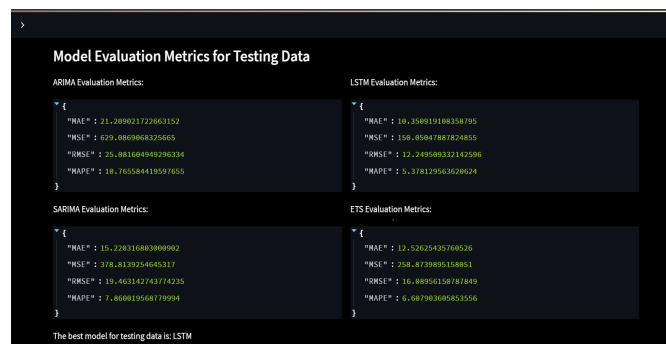 Model Evaluation Metrics for Testing Data
ARIMA Evaluation Metrics:
{
"MAE" : 21.209021722663152
"MSE" : 629.0869068325665
"RMSE" : 25.081604949296334
"MAPE" : 10.765584419597655
}
LSTM Evaluation Metrics:
{
"MAE" : 10.350919108358795
"MSE" : 150.05047887824855
"RMSE" : 12.249509332142596
"MAPE" : 5.378129563620624
}
SARIMA Evaluation Metrics:
{
"MAE" : 15.220316803000902
"MSE" : 378.8139254645317
"RMSE" : 19.463142743774235
"MAPE" : 7.860019568779994
}
ETS Evaluation Metrics:
{
"MAE" : 12.52625435760526
"MSE" : 258.8739895158051
"RMSE" : 16.08956150787849
"MAPE" : 6.607903605853556
}
The best model for testing data is: LSTM